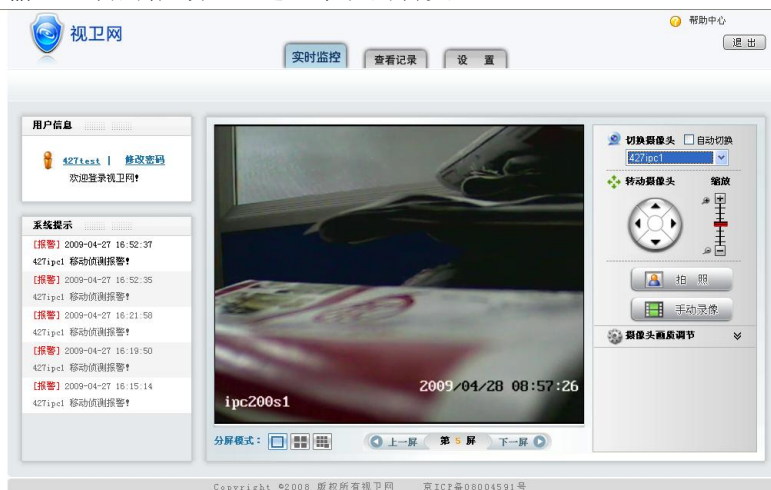 视卫网
帮助中心
退 出
实时监控 查看记录 设 置
用户信息
427test | 修改密码
欢迎登录视卫网!
系统提示
[报警] 2009-04-27 16:52:37
427ipc1 移动侦测报警!
[报警] 2009-04-27 16:52:35
427ipc1 移动侦测报警!
[报警] 2009-04-27 16:21:58
427ipc1 移动侦测报警!
[报警] 2009-04-27 16:19:50
427ipc1 移动侦测报警!
[报警] 2009-04-27 16:15:14
427ipc1 移动侦测报警!
2009/04/28 08:57:26
ipc200s1
分屏模式: 上一屏 第 5 屏 下一屏
切换摄像头 自动切换
427ipc1
转动摄像头 缩放
拍 照
手动录像
摄像头画质调节
Copyright ©2008 版权所有视卫网 京ICP备08004591号